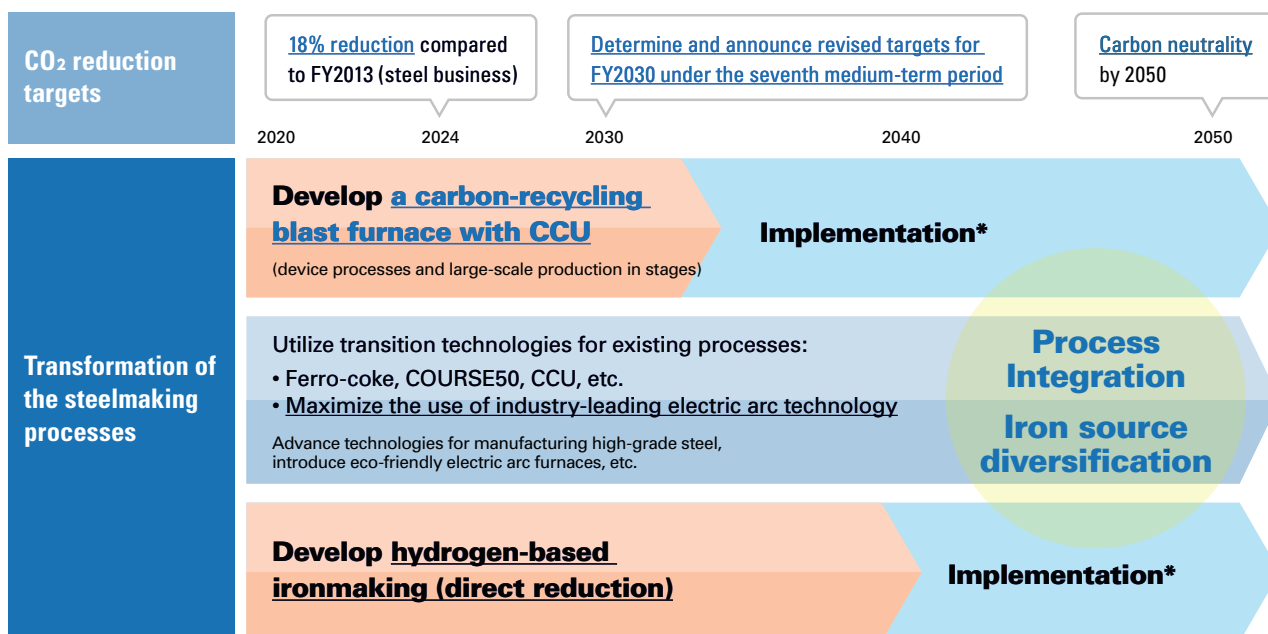 CO₂ reduction
targets
18% reduction compared
to FY2013 (steel business)
Determine and announce revised targets for
FY2030 under the seventh medium-term period
Carbon neutrality
by 2050
2020
2024
2030
2040
2050
Transformation of
the steelmaking
processes
Develop a carbon-recycling
blast furnace with CCU
(device processes and large-scale production in stages)
Implementation*
Utilize transition technologies for existing processes:
• Ferro-coke, COURSE50, CCU, etc.
• Maximize the use of industry-leading electric arc technology
Advance technologies for manufacturing high-grade steel,
introduce eco-friendly electric arc furnaces, etc.
Process
Integration
Iron source
diversification
Develop hydrogen-based
ironmaking (direct reduction)
Implementation*